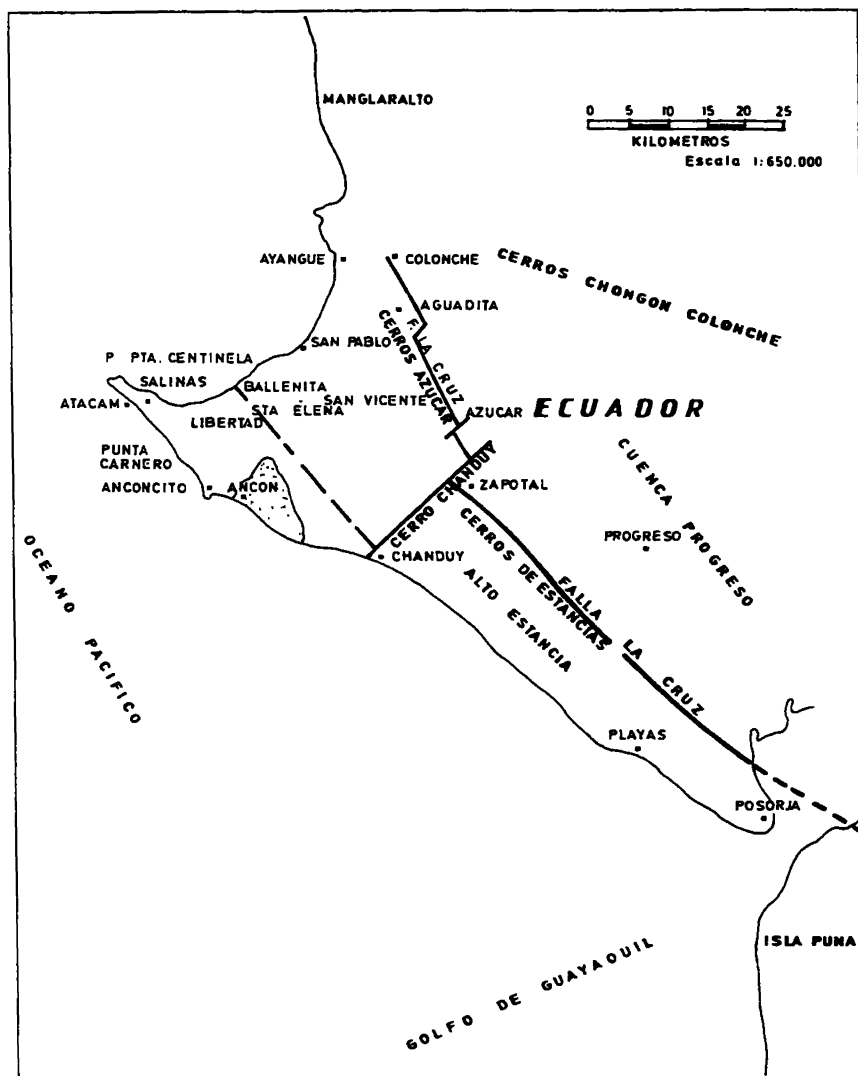 MANGLARALTO
0 5 10 15 20 25
KILOMETROS
Escala 1:650.000
AYANGUE
COLONCHE
CERROS CHONGON COLONCHE
AGUADITA
F. LA CRUZ
CERROS AZUCAR
SAN PABLO
P PTA. CENTINELA
SALINAS
BALLENITA
ATACAM
STA ELENA
SAN VICENTE
LIBERTAD
AZUCAR
ECUADOR
PUNTA
CARNERO
ANCONCITO
ANCON
CERRO CHANDUY
ZAPOTAL
CUENCA PROGRESO
PROGRESO
CHANDUY
CERROS DE ESTANCIAS
FALLA LA CRUZ
ALTO ESTANCIA
OCEANO PACIFICO
PLAYAS
POSORJA
ISLA PUNA
GOLFO DE GUAYAQUIL